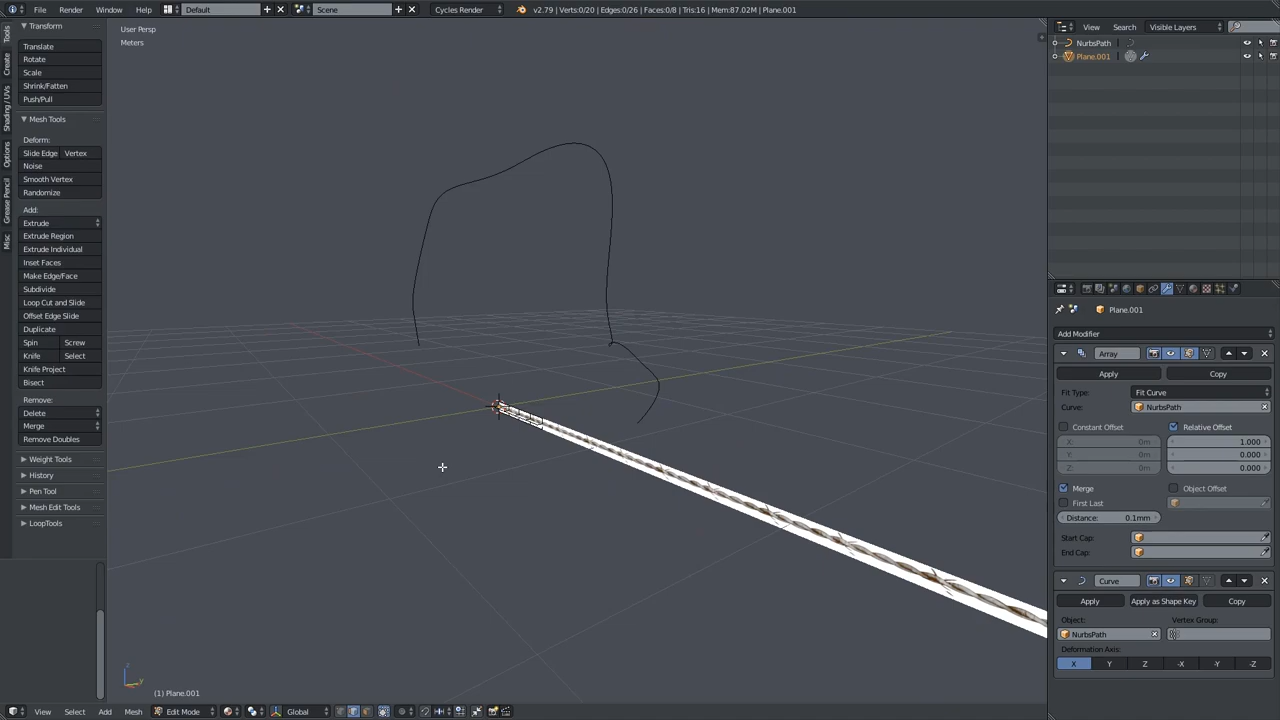 File Render Window Help Default Scene Cycles Render v2.79 | Verts:0/20 | Edges:0/26 | Faces:0/8 | Tris:16 | Mem:87.02M | Plane.001
Tools
Create
Shading / UVs
Options
Grease Pencil
Misc
Transform
Translate
Rotate
Scale
Shrink/Fatten
Push/Pull
Mesh Tools
Deform:
Slide Edge Vertex
Noise
Smooth Vertex
Randomize
Add:
Extrude
Extrude Region
Extrude Individual
Inset Faces
Make Edge/Face
Subdivide
Loop Cut and Slide
Offset Edge Slide
Duplicate
Spin Screw
Knife Select
Knife Project
Bisect
Remove:
Delete
Merge
Remove Doubles
Weight Tools
History
Pen Tool
Mesh Edit Tools
LoopTools
User Persp
Meters
z
y
(1) Plane.001
View Select Add Mesh Edit Mode Global
View Search Visible Layers
NurbsPath
Plane.001
Plane.001
Add Modifier
Array
Apply Copy
Fit Type: Fit Curve
Curve: NurbsPath
Constant Offset Relative Offset
X: 0m 1.000
Y: 0m 0.000
Z: 0m 0.000
Merge Object Offset
First Last
Distance: 0.1mm
Start Cap:
End Cap:
Curve
Apply Apply as Shape Key Copy
Object: Vertex Group:
NurbsPath
Deformation Axis:
X Y Z -X -Y -Z